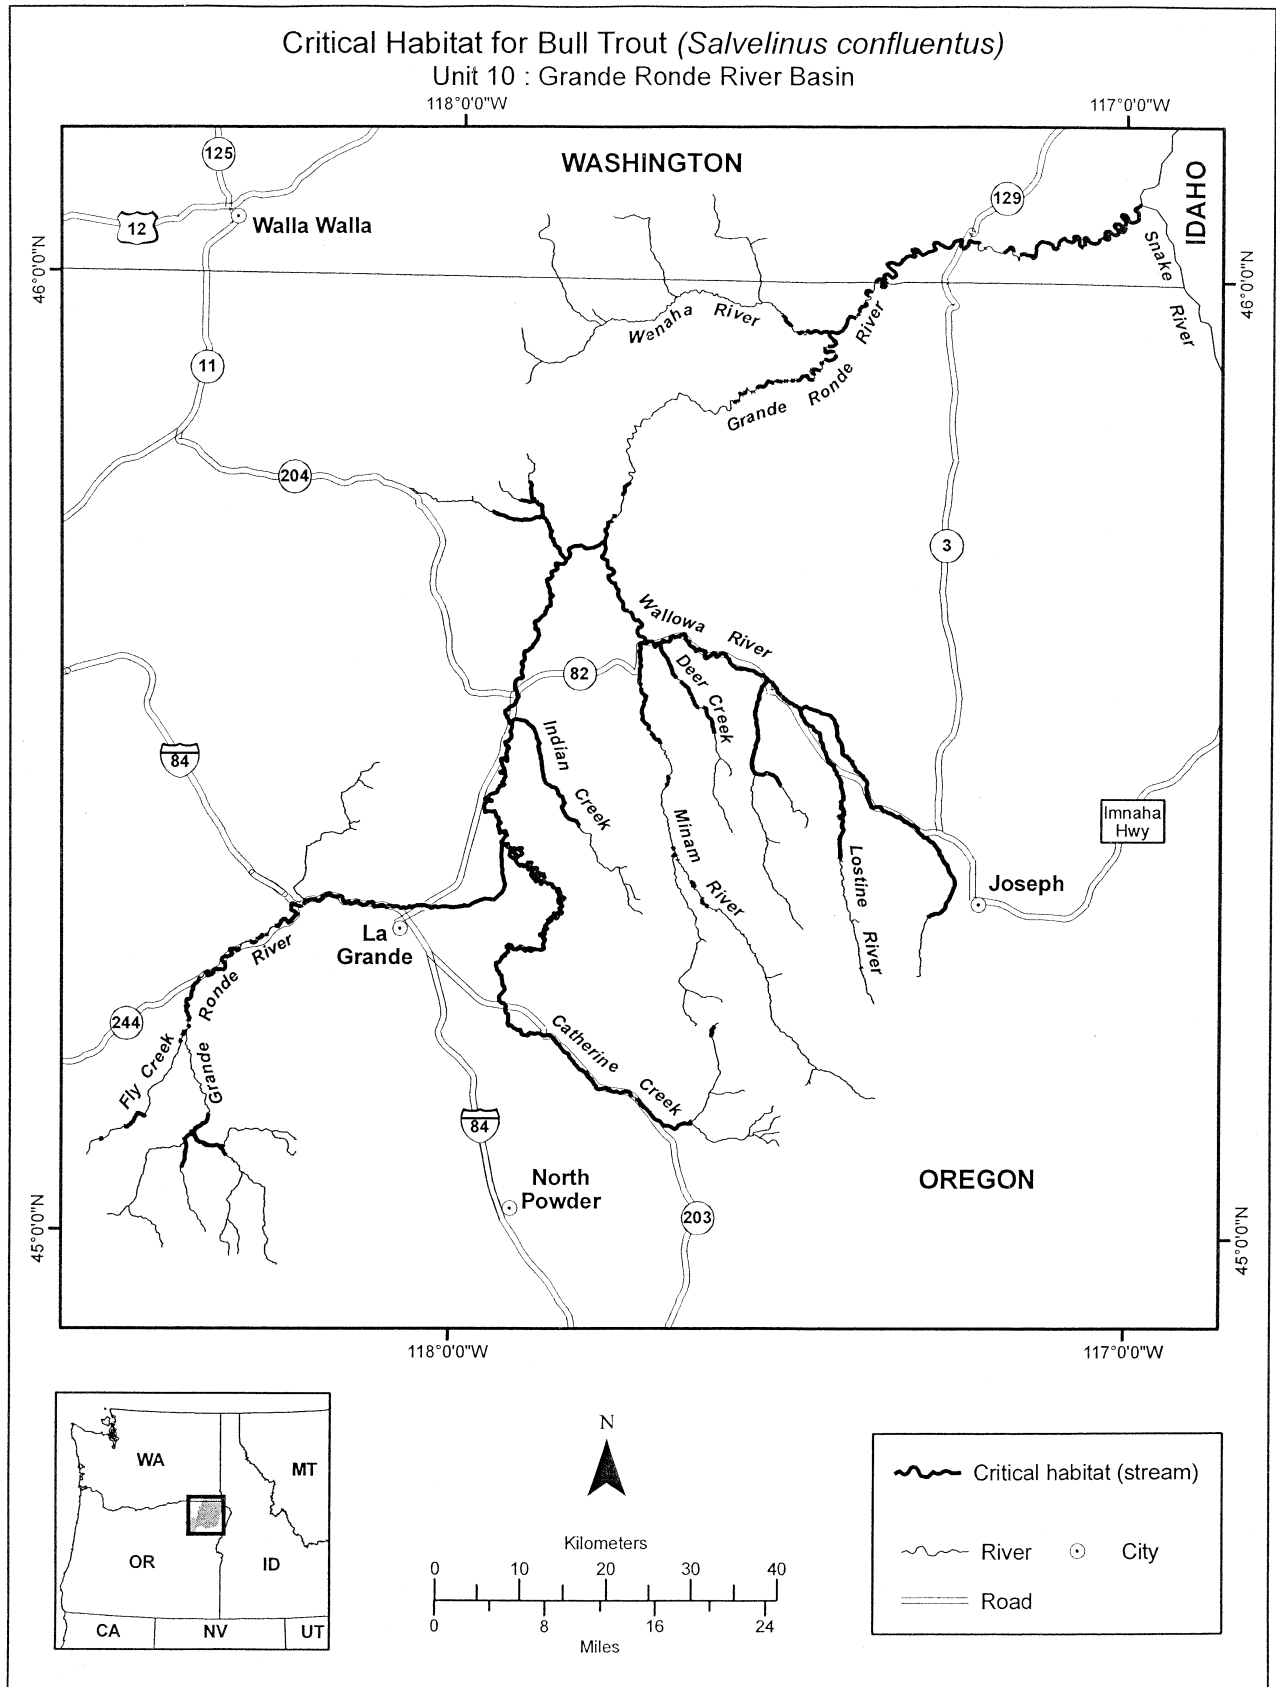 Critical Habitat for Bull Trout (Salvelinus confluentus)
Unit 10 : Grande Ronde River Basin
118°0'0"W
117°0'0"W
WASHINGTON
IDAHO
125
129
12
Walla Walla
46°0'0"N
46°0'0"N
Snake
River
Wenaha River
Grande Ronde River
11
204
3
Wallowa River
82
Deer Creek
Indian
Creek
84
Minam
River
Imnaha
Hwy
Lostine
River
Joseph
La
Grande
Grande Ronde River
244
Fly Creek
Catherine
Creek
84
North
Powder
OREGON
203
45°0'0"N
45°0'0"N
118°0'0"W
117°0'0"W
WA
MT
OR
ID
CA
NV
UT
N
Kilometers
0 10 20 30 40
0 8 16 24
Miles
Critical habitat (stream)
River
City
Road